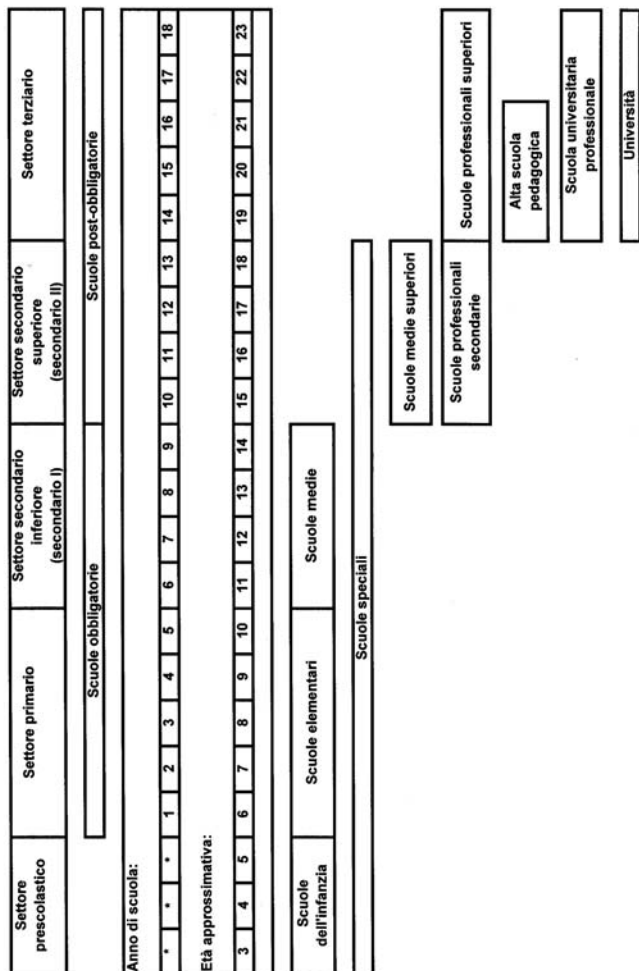 Settore
prescolastico
Settore primario
Settore secondario
inferiore
(secondario I)
Settore secondario
superiore
(secondario II)
Settore terziario
Scuole obbligatorie
Scuole post-obbligatorie
Anno di scuola:
* * * 1 2 3 4 5 6 7 8 9 10 11 12 13 14 15 16 17 18
Età approssimativa:
3 4 5 6 7 8 9 10 11 12 13 14 15 16 17 18 19 20 21 22 23
Scuole
dell'infanzia
Scuole elementari
Scuole medie
Scuole speciali
Scuole medie superiori
Scuole professionali
secondarie
Scuole professionali superiori
Alta scuola
pedagogica
Scuola universitaria
professionale
Università